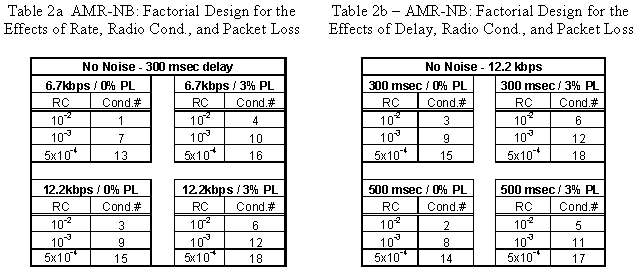 Table 2a  AMR-NB: Factorial Design for the
Effects of Rate, Radio Cond., and Packet Loss
No Noise - 300 msec delay
6.7kbps / 0% PL
6.7kbps / 3% PL
RC Cond.#
RC Cond.#
10⁻² 1
10⁻² 4
10⁻³ 7
10⁻³ 10
5x10⁻⁴ 13
5x10⁻⁴ 16
12.2kbps / 0% PL
12.2kbps / 3% PL
RC Cond.#
RC Cond.#
10⁻² 3
10⁻² 6
10⁻³ 9
10⁻³ 12
5x10⁻⁴ 15
5x10⁻⁴ 18
Table 2b – AMR-NB: Factorial Design for the
Effects of Delay, Radio Cond., and Packet Loss
No Noise - 12.2 kbps
300 msec / 0% PL
300 msec / 3% PL
RC Cond.#
RC Cond.#
10⁻² 3
10⁻² 6
10⁻³ 9
10⁻³ 12
5x10⁻⁴ 15
5x10⁻⁴ 18
500 msec / 0% PL
500 msec / 3% PL
RC Cond.#
RC Cond.#
10⁻² 2
10⁻² 5
10⁻³ 8
10⁻³ 11
5x10⁻⁴ 14
5x10⁻⁴ 17